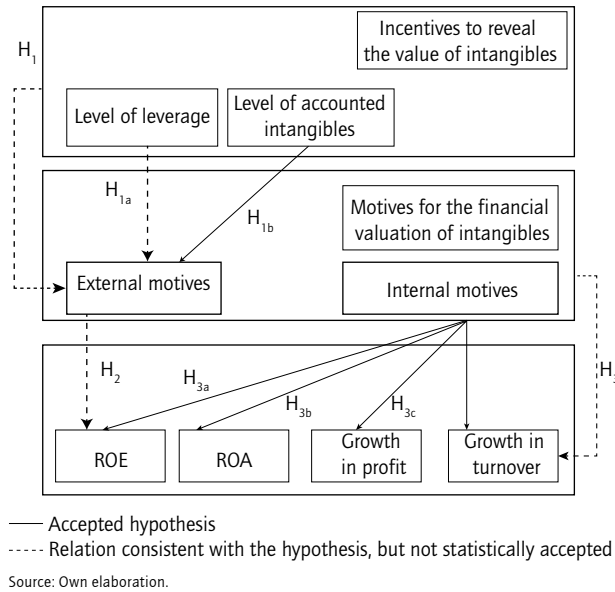 Incentives to reveal
the value of intangibles
H1
Level of leverage
Level of accounted
intangibles
H1a
H1b
Motives for the financial
valuation of intangibles
External motives
Internal motives
H2
H3a
H3b
H3c
H3
ROE
ROA
Growth
in profit
Growth in
turnover
Accepted hypothesis
Relation consistent with the hypothesis, but not statistically accepted
Source: Own elaboration.